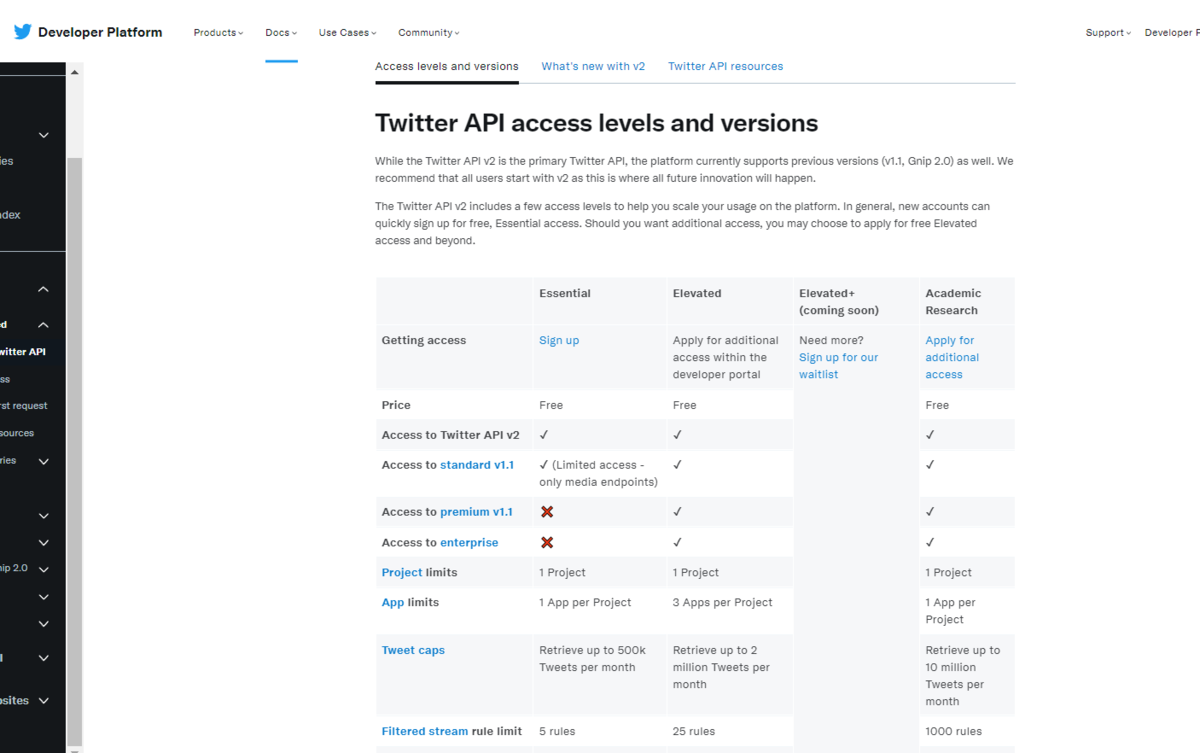 Developer Platform Products Docs Use Cases Community Support Developer P
Access levels and versions What's new with v2 Twitter API resources
Twitter API access levels and versions
While the Twitter API v2 is the primary Twitter API, the platform currently supports previous versions (v1.1, Gnip 2.0) as well. We
recommend that all users start with v2 as this is where all future innovation will happen.
The Twitter API v2 includes a few access levels to help you scale your usage on the platform. In general, new accounts can
quickly sign up for free, Essential access. Should you want additional access, you may choose to apply for free Elevated
access and beyond.
ies
ndex
ed
witter API
ss
rst request
sources
ries
nip 2.0
l
osites
Essential
Elevated
Elevated+
(coming soon)
Academic
Research
Getting access
Sign up
Apply for additional
access within the
developer portal
Need more?
Sign up for our
waitlist
Apply for
additional
access
Price Free Free Free
Access to Twitter API v2 ✓ ✓ ✓
Access to standard v1.1
✓ (Limited access -
only media endpoints)
✓ ✓
Access to premium v1.1 ❌ ✓ ✓
Access to enterprise ❌ ✓ ✓
Project limits 1 Project 1 Project 1 Project
App limits 1 App per Project 3 Apps per Project
1 App per
Project
Tweet caps
Retrieve up to 500k
Tweets per month
Retrieve up to 2
million Tweets per
month
Retrieve up to
10 million
Tweets per
month
Filtered stream rule limit 5 rules 25 rules 1000 rules